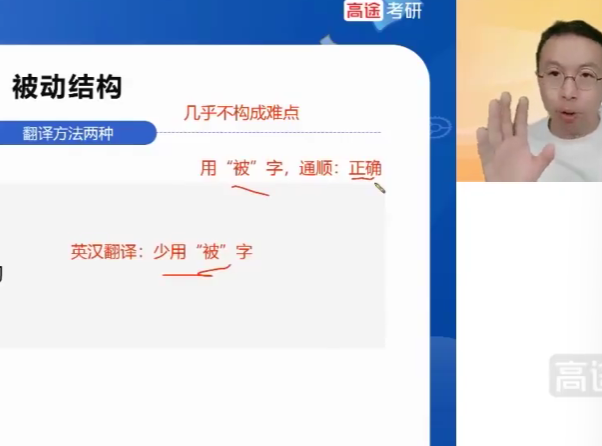 高途考研
被动结构
几乎不构成难点
翻译方法两种
用“被”字，通顺：正确
英汉翻译：少用“被”字
高途